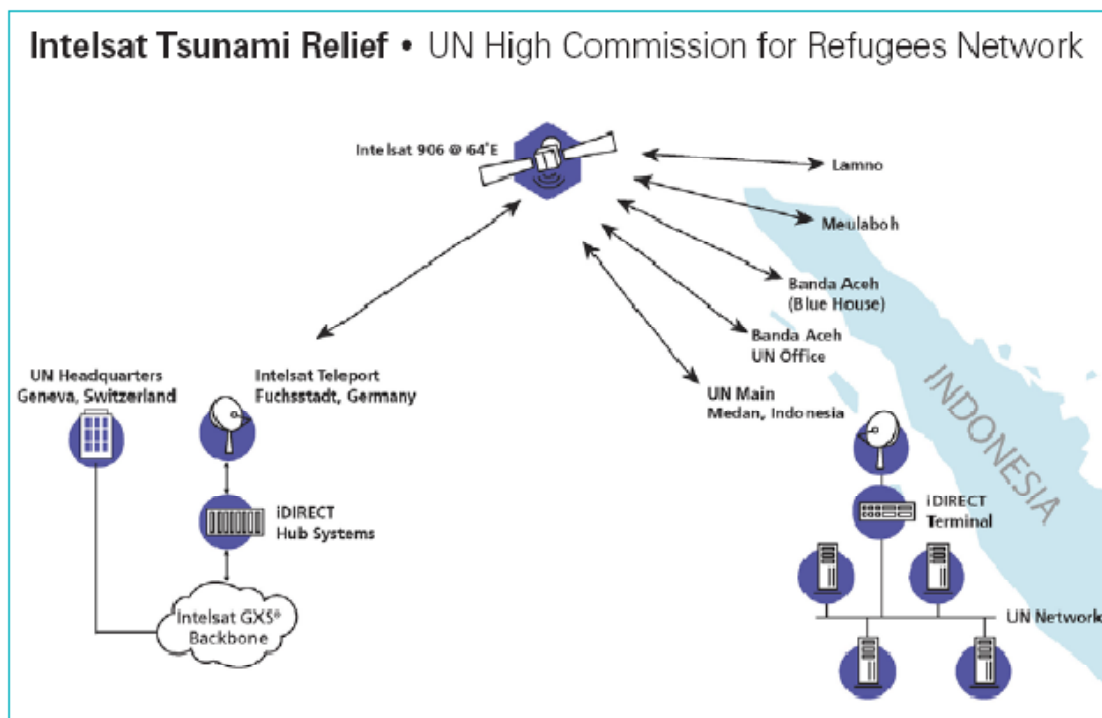 Intelsat Tsunami Relief • UN High Commission for Refugees Network
Intelsat 906 @ 64°E
Lamno
Meulaboh
Banda Aceh
(Blue House)
Banda Aceh
UN Office
UN Main
Medan, Indonesia
UN Headquarters
Geneva, Switzerland
Intelsat Teleport
Fuchsstadt, Germany
iDIRECT
Hub Systems
Intelsat GXS®
Backbone
INDONESIA
iDIRECT
Terminal
UN Network